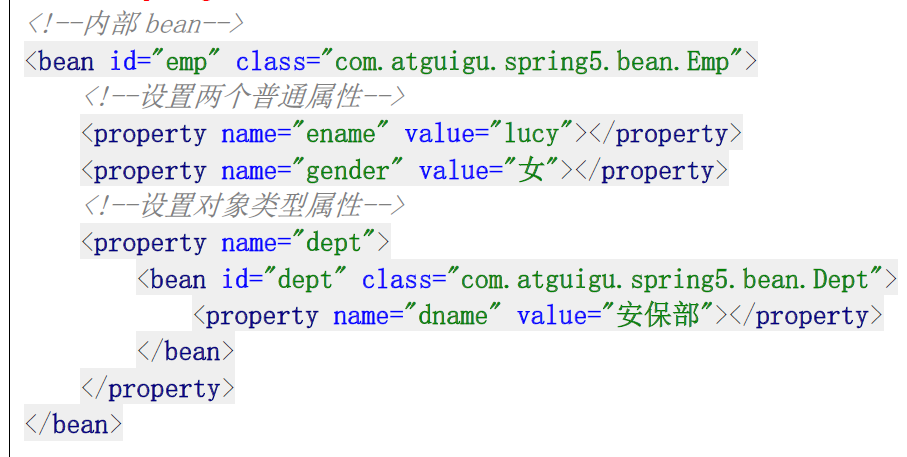 <!--内部 bean-->
<bean id="emp" class="com.atguigu.spring5.bean.Emp">
<!--设置两个普通属性-->
<property name="ename" value="lucy"></property>
<property name="gender" value="女"></property>
<!--设置对象类型属性-->
<property name="dept">
<bean id="dept" class="com.atguigu.spring5.bean.Dept">
<property name="dname" value="安保部"></property>
</bean>
</property>
</bean>